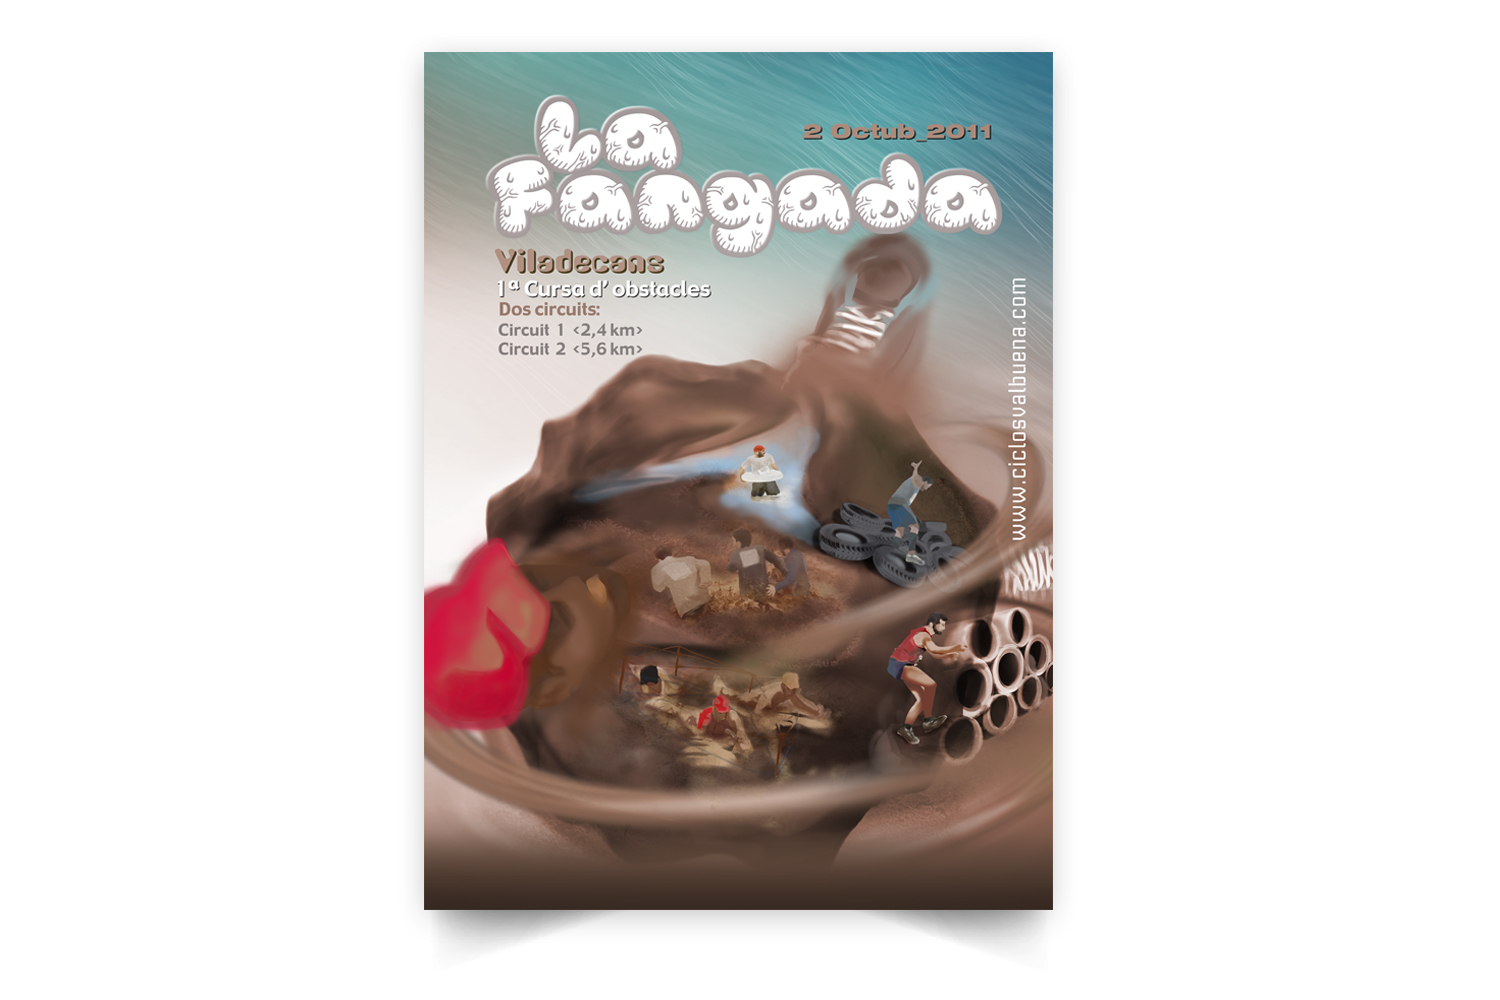 La
Fangada
2 Octub_2011
Viladecans
1ª Cursa d' obstacles
Dos circuits:
Circuit 1 <2,4 km>
Circuit 2 <5,6 km>
www.ciclosvalbuena.com